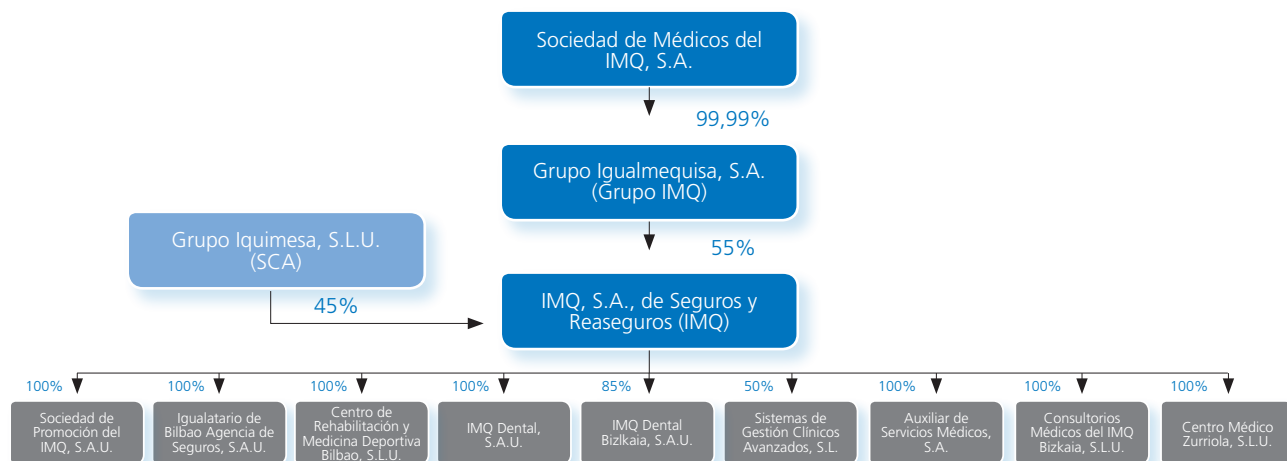 Sociedad de Médicos del
IMQ, S.A.
99,99%
Grupo Igualmequisa, S.A.
(Grupo IMQ)
Grupo Iquimesa, S.L.U.
(SCA)
55%
45%
IMQ, S.A., de Seguros y
Reaseguros (IMQ)
100%
Sociedad de
Promoción del
IMQ, S.A.U.
100%
Igualatario de
Bilbao Agencia de
Seguros, S.A.U.
100%
Centro de
Rehabilitación y
Medicina Deportiva
Bilbao, S.L.U.
100%
IMQ Dental,
S.A.U.
85%
IMQ Dental
Bizlkaia, S.A.U.
50%
Sistemas de
Gestión Clínicos
Avanzados, S.L.
100%
Auxiliar de
Servicios Médicos,
S.A.
100%
Consultorios
Médicos del IMQ
Bizkaia, S.L.U.
100%
Centro Médico
Zurriola, S.L.U.